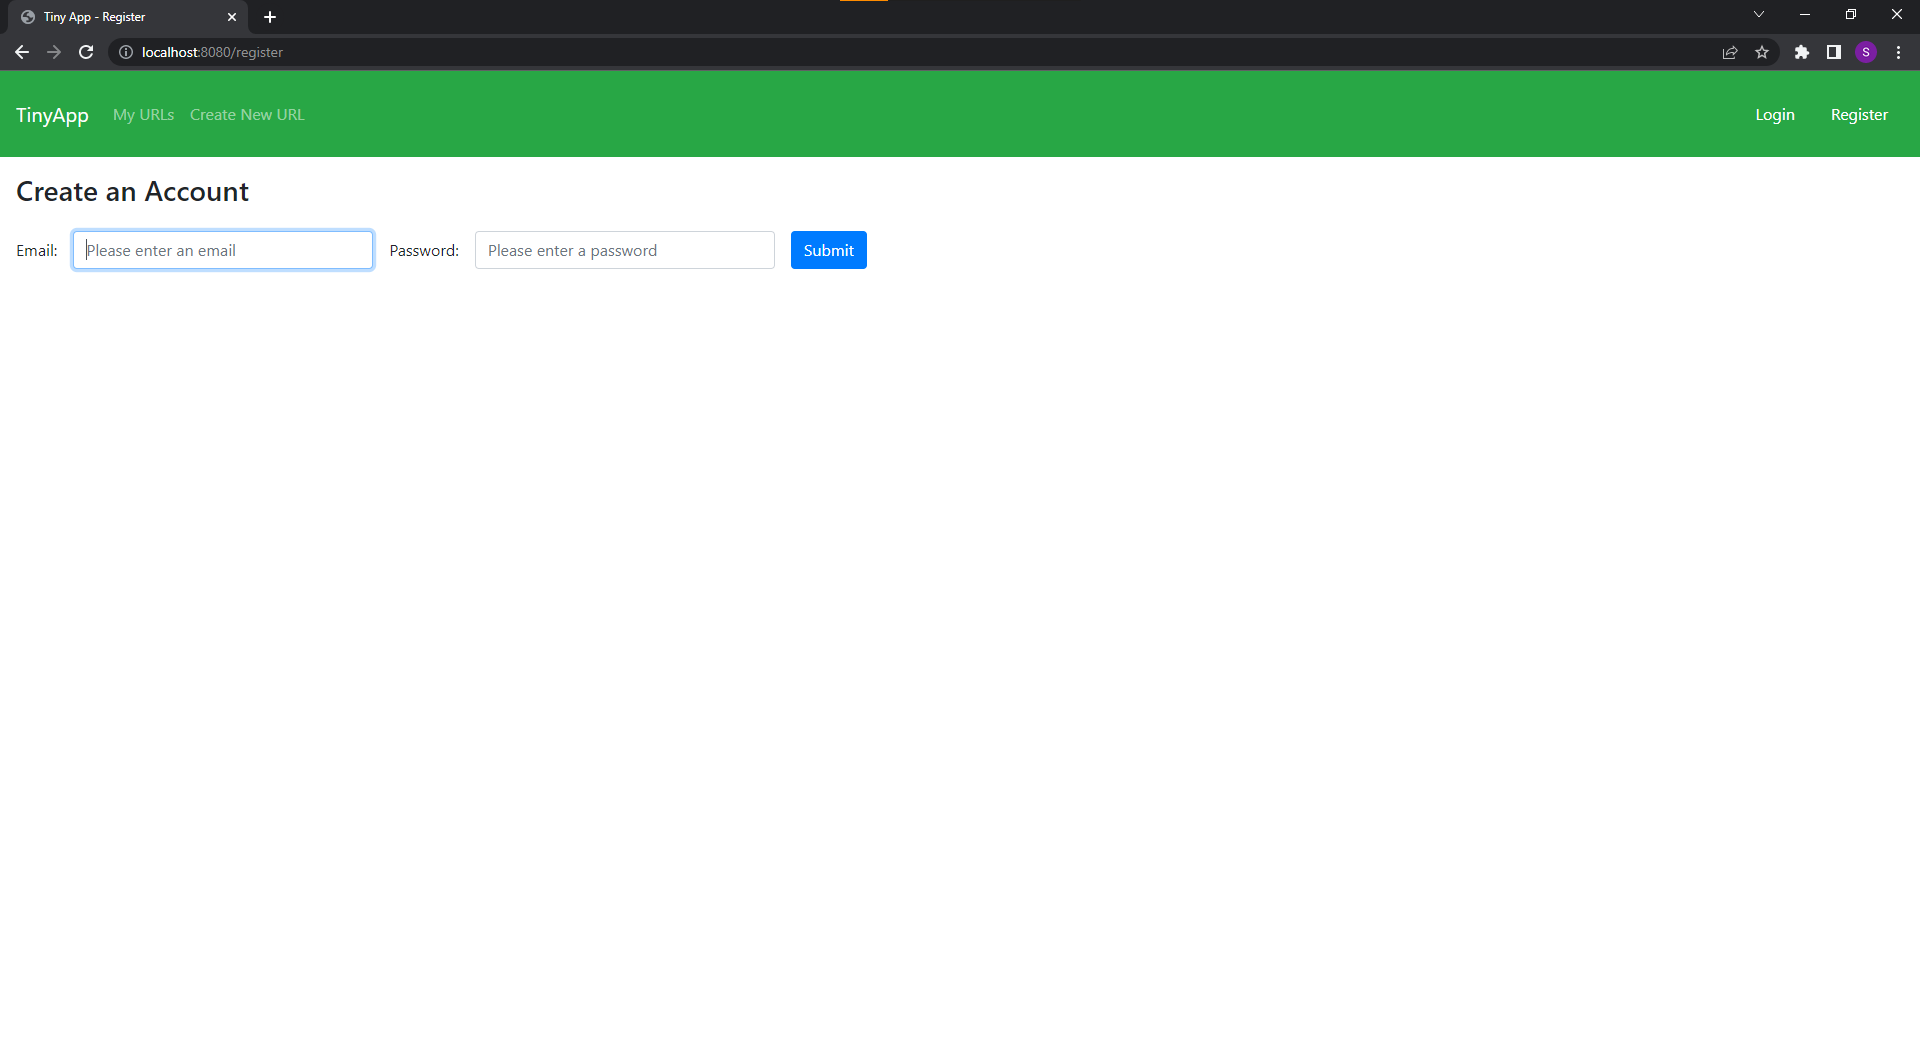 Tiny App - Register
localhost:8080/register
S
TinyApp My URLs Create New URL Login Register
Create an Account
Email: Please enter an email Password: Please enter a password Submit